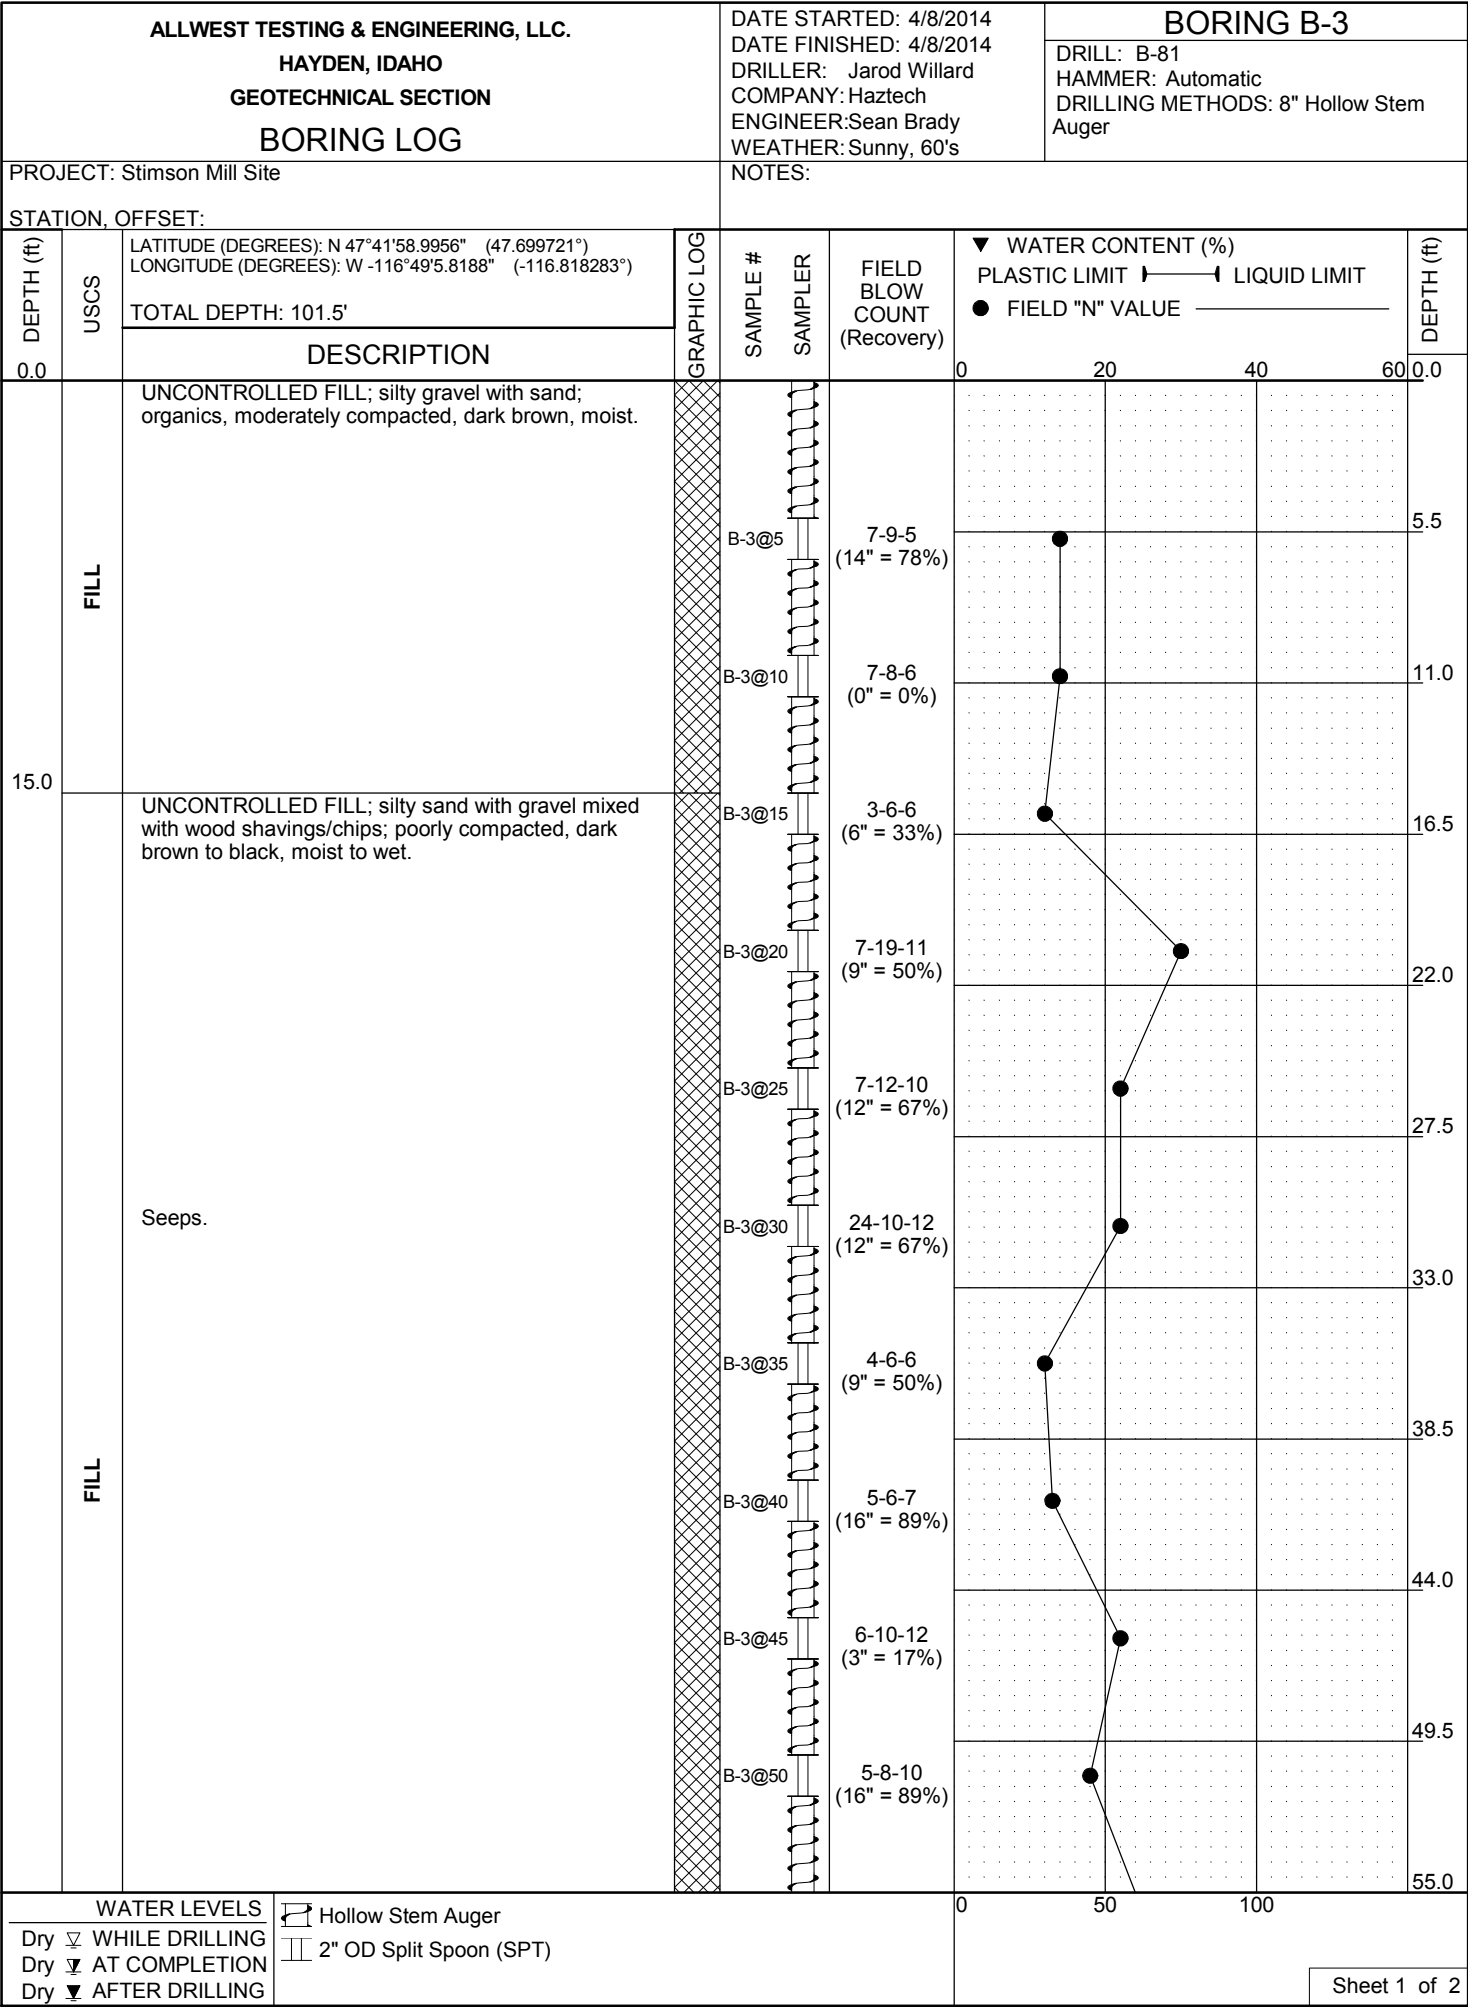 ALLWEST TESTING & ENGINEERING, LLC.
HAYDEN, IDAHO
GEOTECHNICAL SECTION
BORING LOG
DATE STARTED: 4/8/2014
DATE FINISHED: 4/8/2014
DRILLER: Jarod Willard
COMPANY: Haztech
ENGINEER:Sean Brady
WEATHER: Sunny, 60's
BORING B-3
DRILL: B-81
HAMMER: Automatic
DRILLING METHODS: 8" Hollow Stem
Auger
PROJECT: Stimson Mill Site
STATION, OFFSET:
NOTES:
DEPTH (ft)
0.0
USCS
LATITUDE (DEGREES): N 47°41'58.9956" (47.699721°)
LONGITUDE (DEGREES): W -116°49'5.8188" (-116.818283°)
TOTAL DEPTH: 101.5'
DESCRIPTION
GRAPHIC LOG
SAMPLE #
SAMPLER
FIELD
BLOW
COUNT
(Recovery)
▼ WATER CONTENT (%)
PLASTIC LIMIT LIQUID LIMIT
● FIELD "N" VALUE
0 20 40 60
DEPTH (ft)
0.0
UNCONTROLLED FILL; silty gravel with sand;
organics, moderately compacted, dark brown, moist.
FILL
B-3@5
7-9-5
(14" = 78%)
5.5
B-3@10
7-8-6
(0" = 0%)
11.0
15.0
UNCONTROLLED FILL; silty sand with gravel mixed
with wood shavings/chips; poorly compacted, dark
brown to black, moist to wet.
B-3@15
3-6-6
(6" = 33%)
16.5
B-3@20
7-19-11
(9" = 50%)
22.0
B-3@25
7-12-10
(12" = 67%)
27.5
Seeps.
B-3@30
24-10-12
(12" = 67%)
33.0
B-3@35
4-6-6
(9" = 50%)
38.5
FILL
B-3@40
5-6-7
(16" = 89%)
44.0
B-3@45
6-10-12
(3" = 17%)
49.5
B-3@50
5-8-10
(16" = 89%)
55.0
0 50 100
WATER LEVELS
Dry WHILE DRILLING
Dry AT COMPLETION
Dry AFTER DRILLING
Hollow Stem Auger
2" OD Split Spoon (SPT)
Sheet 1 of 2